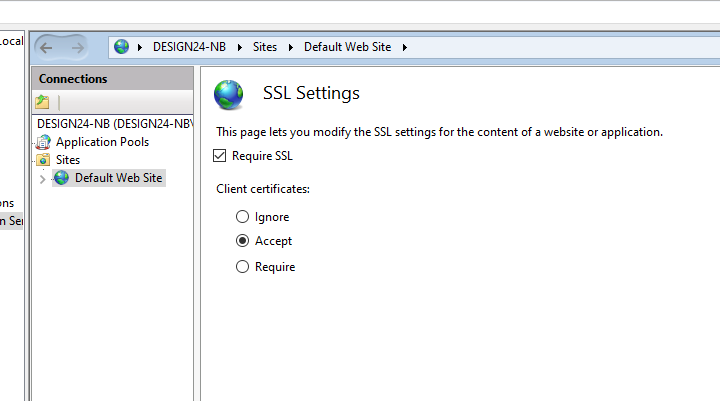 Local
DESIGN24-NB Sites Default Web Site
Connections
DESIGN24-NB (DESIGN24-NB\
Application Pools
Sites
Default Web Site
ons
n Ser
SSL Settings
This page lets you modify the SSL settings for the content of a website or application.
Require SSL
Client certificates:
Ignore
Accept
Require